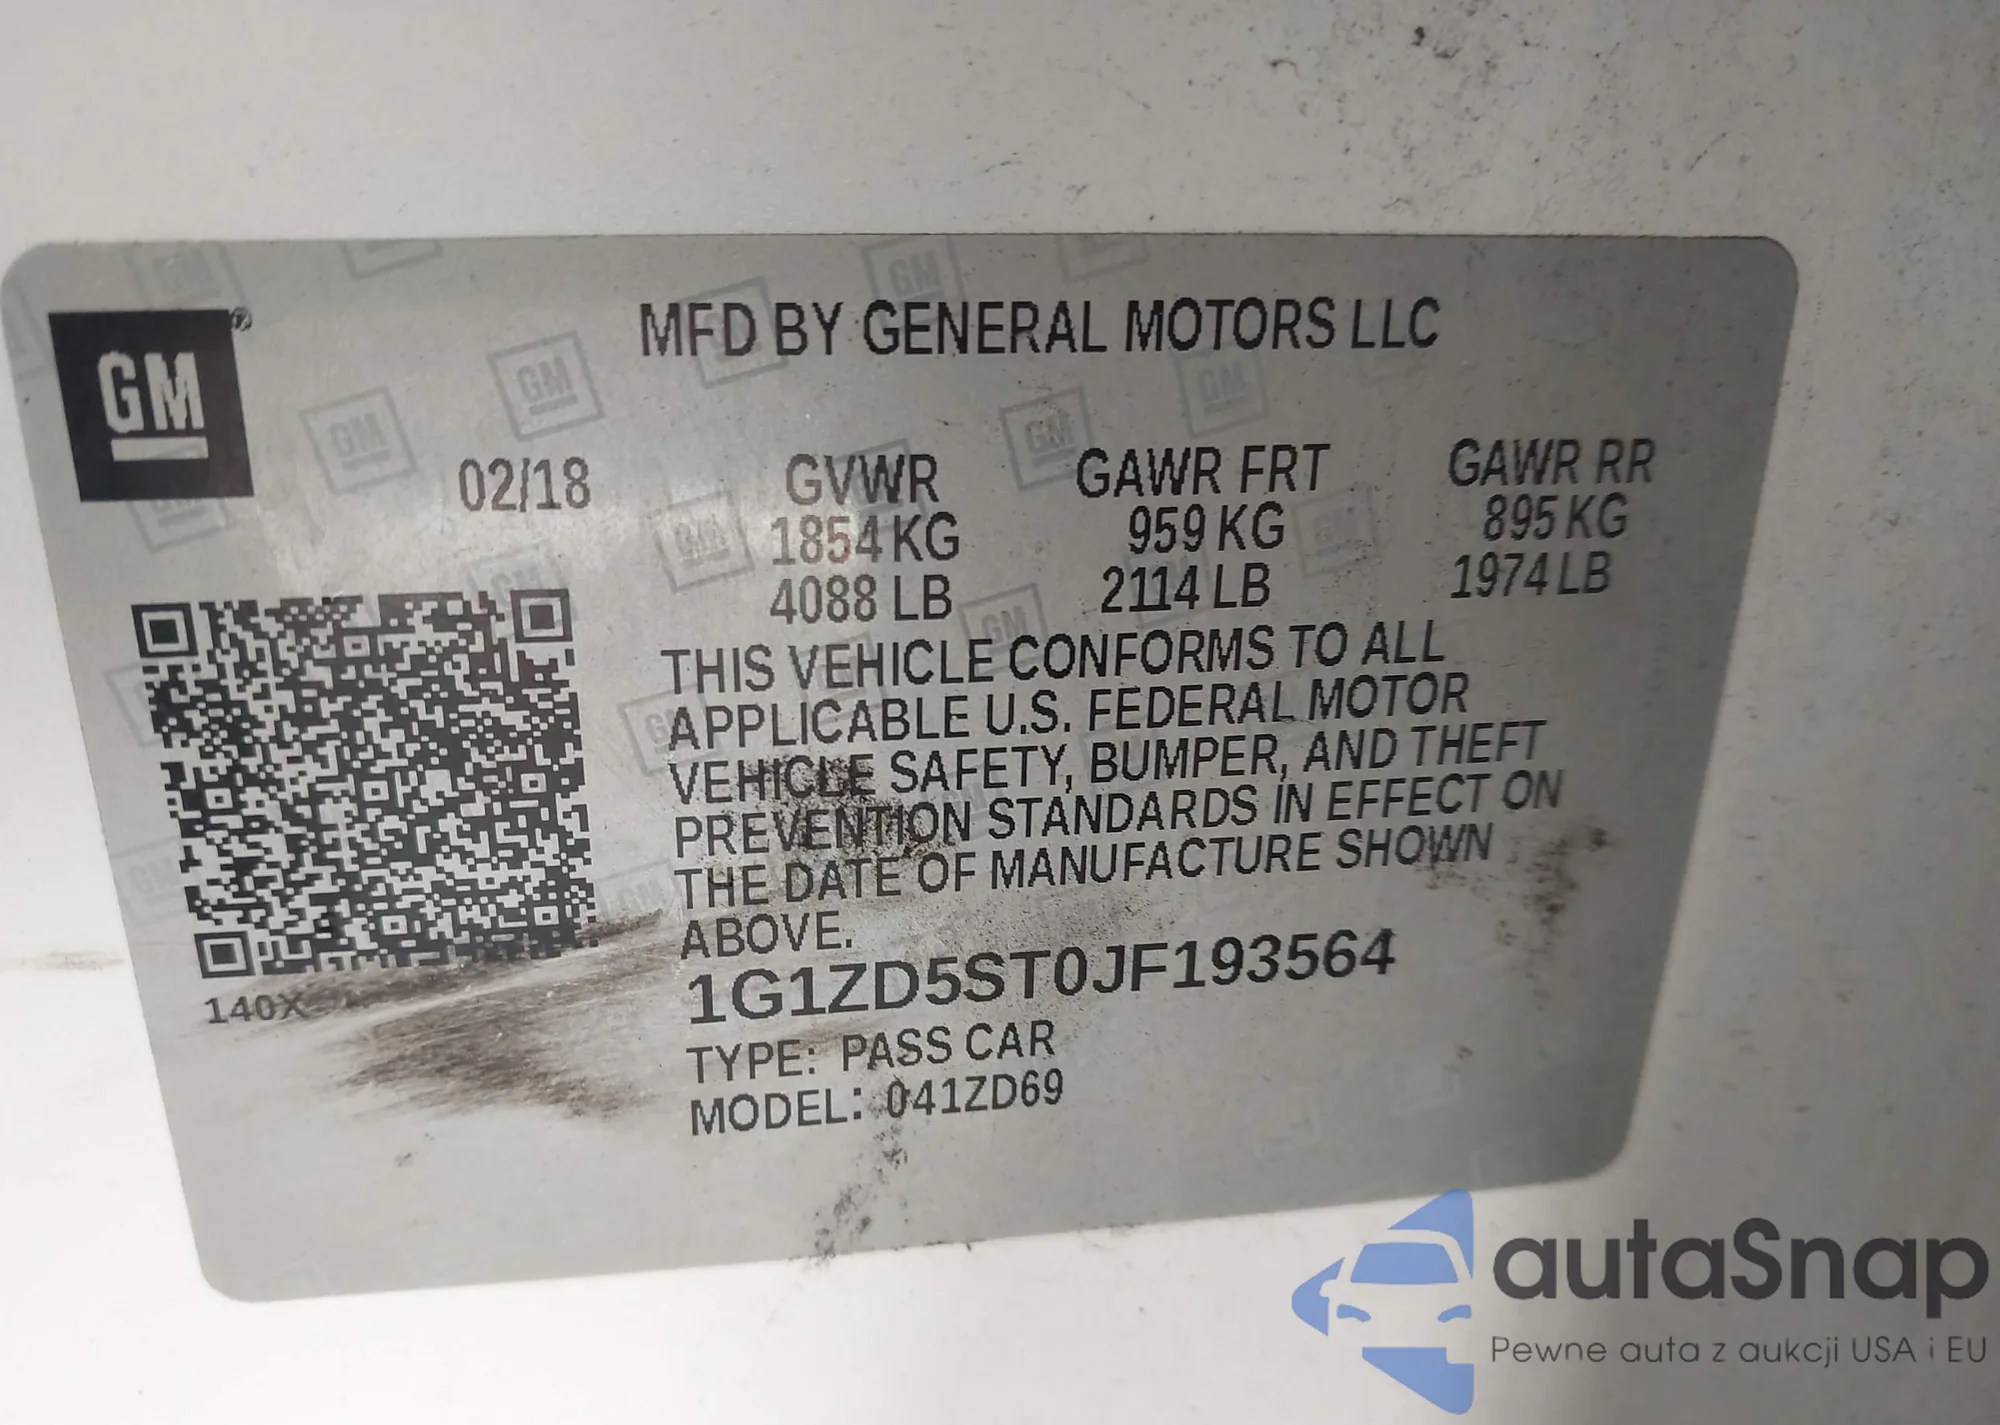 GM
MFD BY GENERAL MOTORS LLC
02/18
GVWR GAWR FRT GAWR RR
1854 KG 959 KG 895 KG
4088 LB 2114 LB 1974 LB
THIS VEHICLE CONFORMS TO ALL
APPLICABLE U.S. FEDERAL MOTOR
VEHICLE SAFETY, BUMPER, AND THEFT
PREVENTION STANDARDS IN EFFECT ON
THE DATE OF MANUFACTURE SHOWN
ABOVE.
140X
1G1ZD5ST0JF193564
TYPE: PASS CAR
MODEL: 041ZD69
autaSnap
Pewne auta z aukcji USA i EU